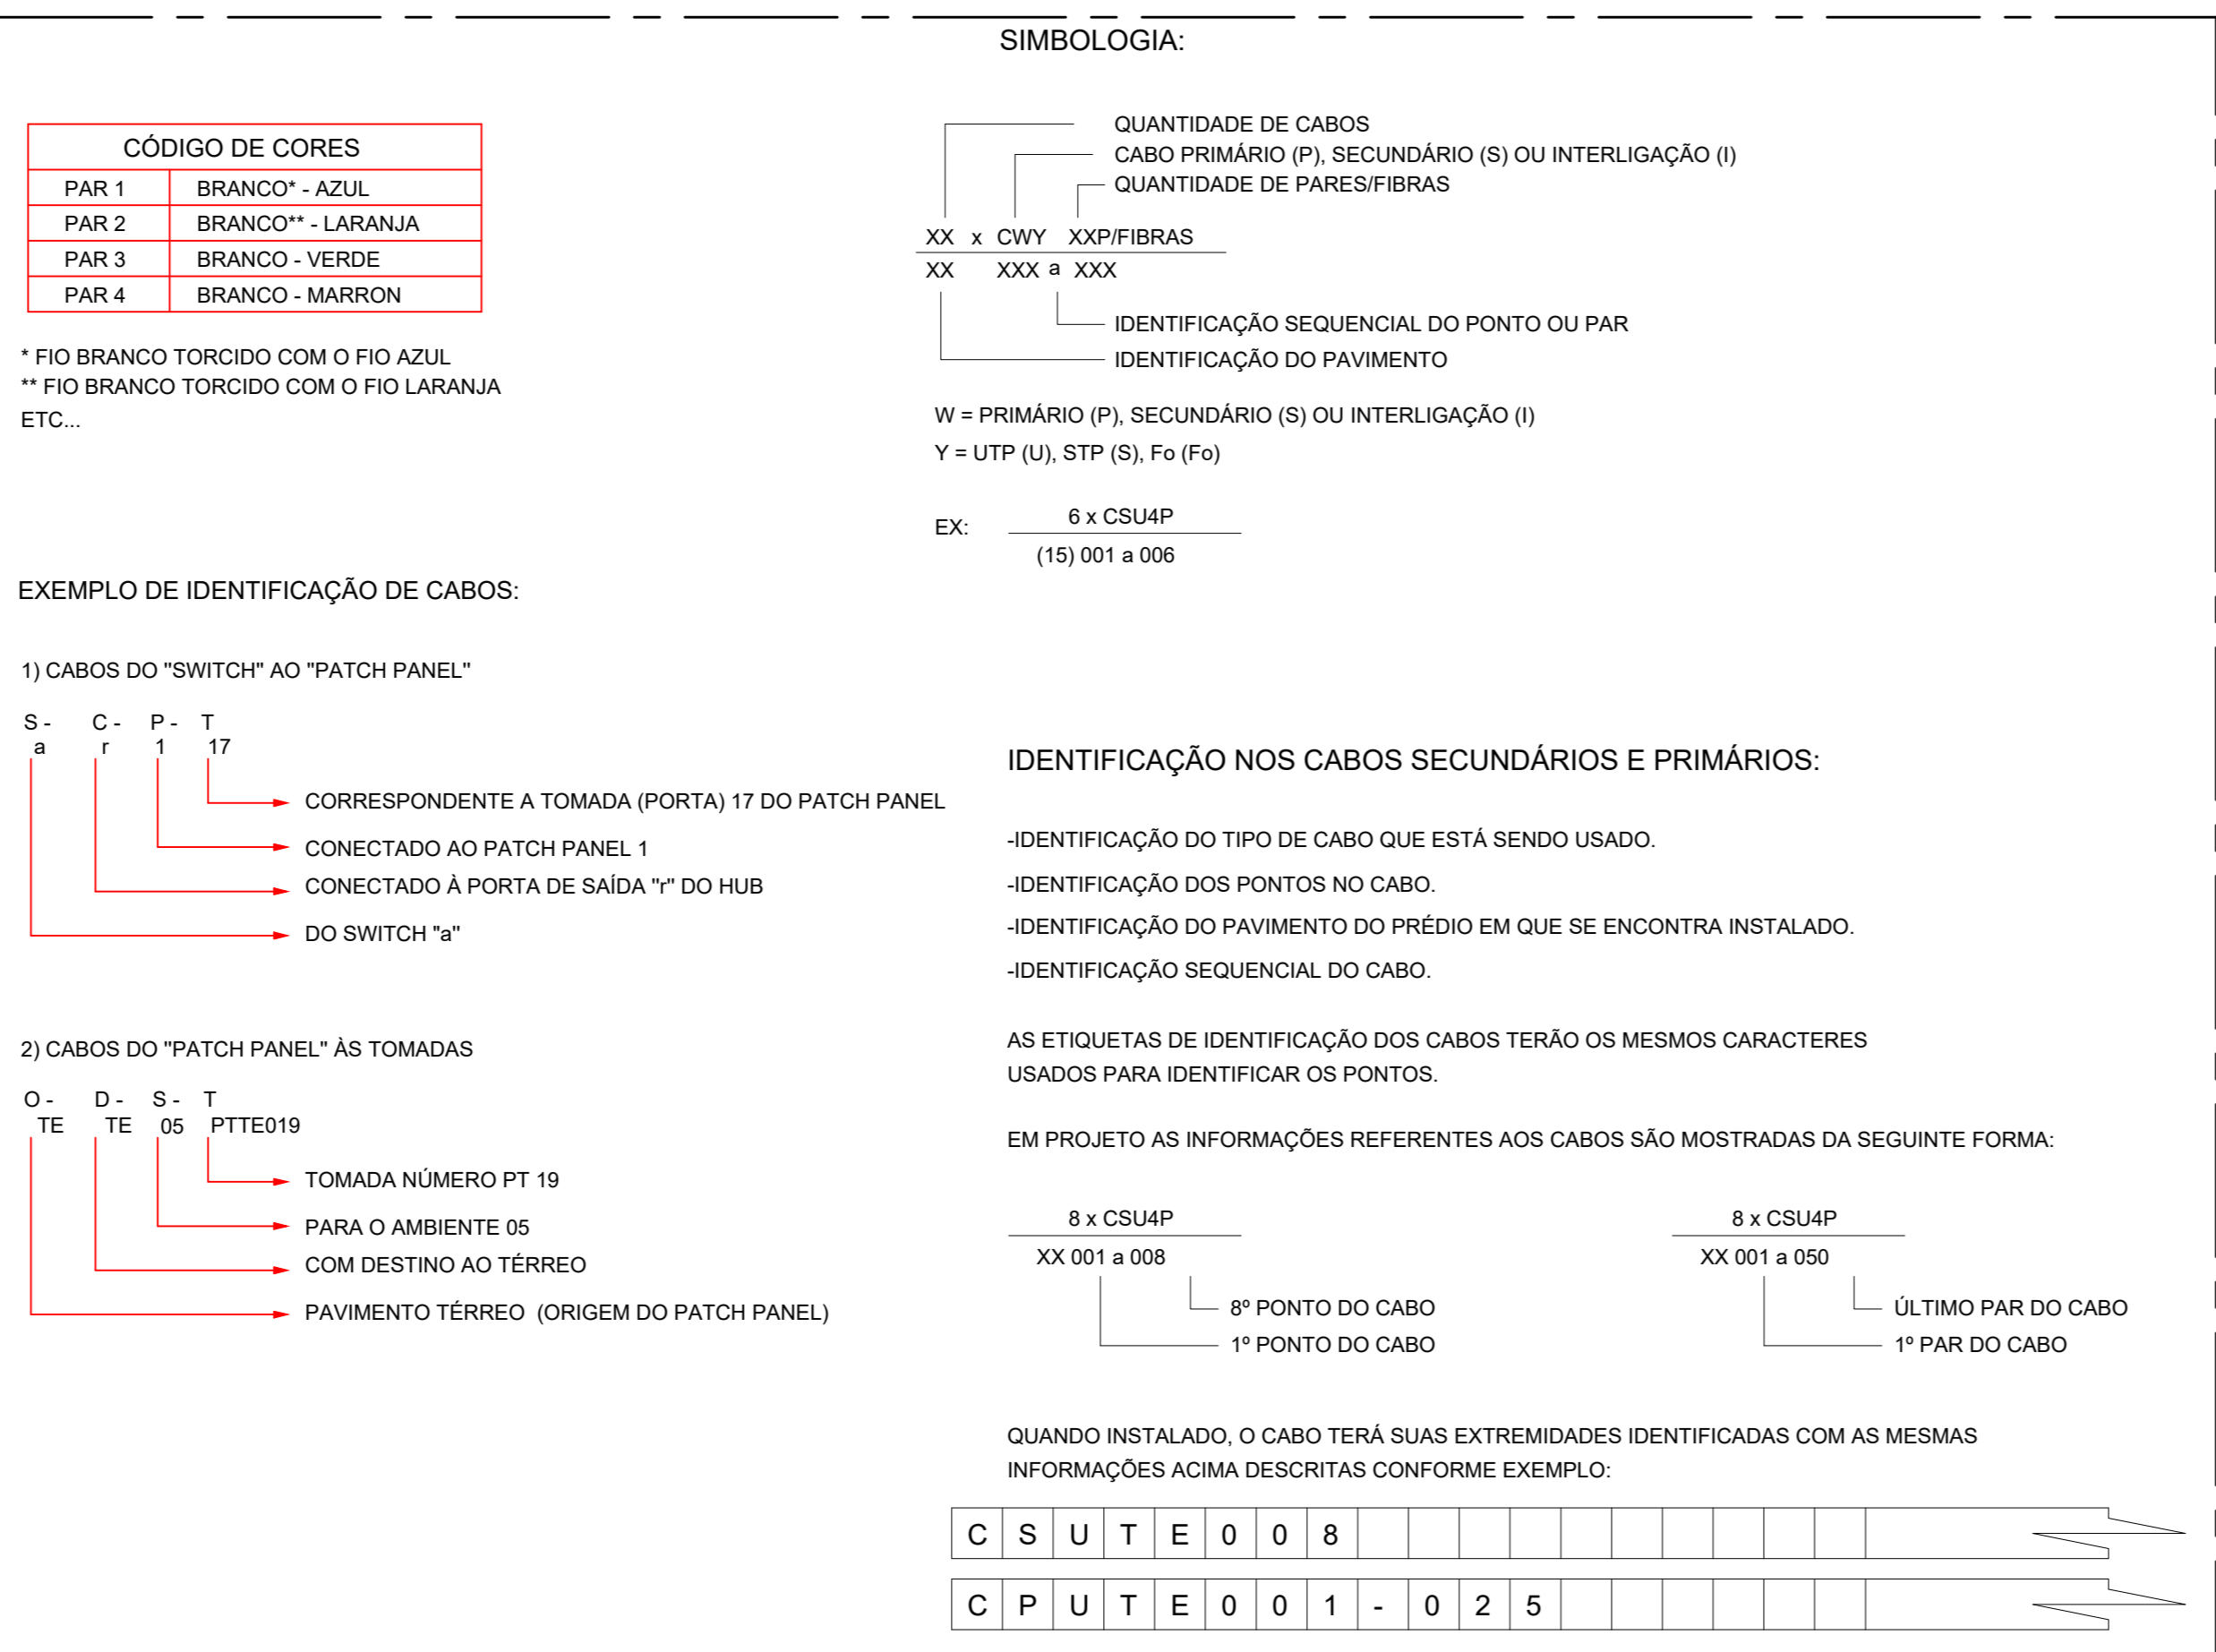 SIMBOLOGIA:
CÓDIGO DE CORES
PAR 1 BRANCO* - AZUL
PAR 2 BRANCO** - LARANJA
PAR 3 BRANCO - VERDE
PAR 4 BRANCO - MARRON
* FIO BRANCO TORCIDO COM O FIO AZUL
** FIO BRANCO TORCIDO COM O FIO LARANJA
ETC...
QUANTIDADE DE CABOS
CABO PRIMÁRIO (P), SECUNDÁRIO (S) OU INTERLIGAÇÃO (I)
QUANTIDADE DE PARES/FIBRAS
XX x CWY XXP/FIBRAS
XX XXX a XXX
IDENTIFICAÇÃO SEQUENCIAL DO PONTO OU PAR
IDENTIFICAÇÃO DO PAVIMENTO
W = PRIMÁRIO (P), SECUNDÁRIO (S) OU INTERLIGAÇÃO (I)
Y = UTP (U), STP (S), Fo (Fo)
EX: 6 x CSU4P
(15) 001 a 006
EXEMPLO DE IDENTIFICAÇÃO DE CABOS:
1) CABOS DO "SWITCH" AO "PATCH PANEL"
S - C - P - T
a r 1 17
CORRESPONDENTE A TOMADA (PORTA) 17 DO PATCH PANEL
CONECTADO AO PATCH PANEL 1
CONECTADO À PORTA DE SAÍDA "r" DO HUB
DO SWITCH "a"
2) CABOS DO "PATCH PANEL" ÀS TOMADAS
O - D - S - T
TE TE 05 PTTE019
TOMADA NÚMERO PT 19
PARA O AMBIENTE 05
COM DESTINO AO TÉRREO
PAVIMENTO TÉRREO (ORIGEM DO PATCH PANEL)
IDENTIFICAÇÃO NOS CABOS SECUNDÁRIOS E PRIMÁRIOS:
-IDENTIFICAÇÃO DO TIPO DE CABO QUE ESTÁ SENDO USADO.
-IDENTIFICAÇÃO DOS PONTOS NO CABO.
-IDENTIFICAÇÃO DO PAVIMENTO DO PRÉDIO EM QUE SE ENCONTRA INSTALADO.
-IDENTIFICAÇÃO SEQUENCIAL DO CABO.
AS ETIQUETAS DE IDENTIFICAÇÃO DOS CABOS TERÃO OS MESMOS CARACTERES
USADOS PARA IDENTIFICAR OS PONTOS.
EM PROJETO AS INFORMAÇÕES REFERENTES AOS CABOS SÃO MOSTRADAS DA SEGUINTE FORMA:
8 x CSU4P
XX 001 a 008
8º PONTO DO CABO
1º PONTO DO CABO
8 x CSU4P
XX 001 a 050
ÚLTIMO PAR DO CABO
1º PAR DO CABO
QUANDO INSTALADO, O CABO TERÁ SUAS EXTREMIDADES IDENTIFICADAS COM AS MESMAS
INFORMAÇÕES ACIMA DESCRITAS CONFORME EXEMPLO:
C S U T E 0 0 8
C P U T E 0 0 1 - 0 2 5